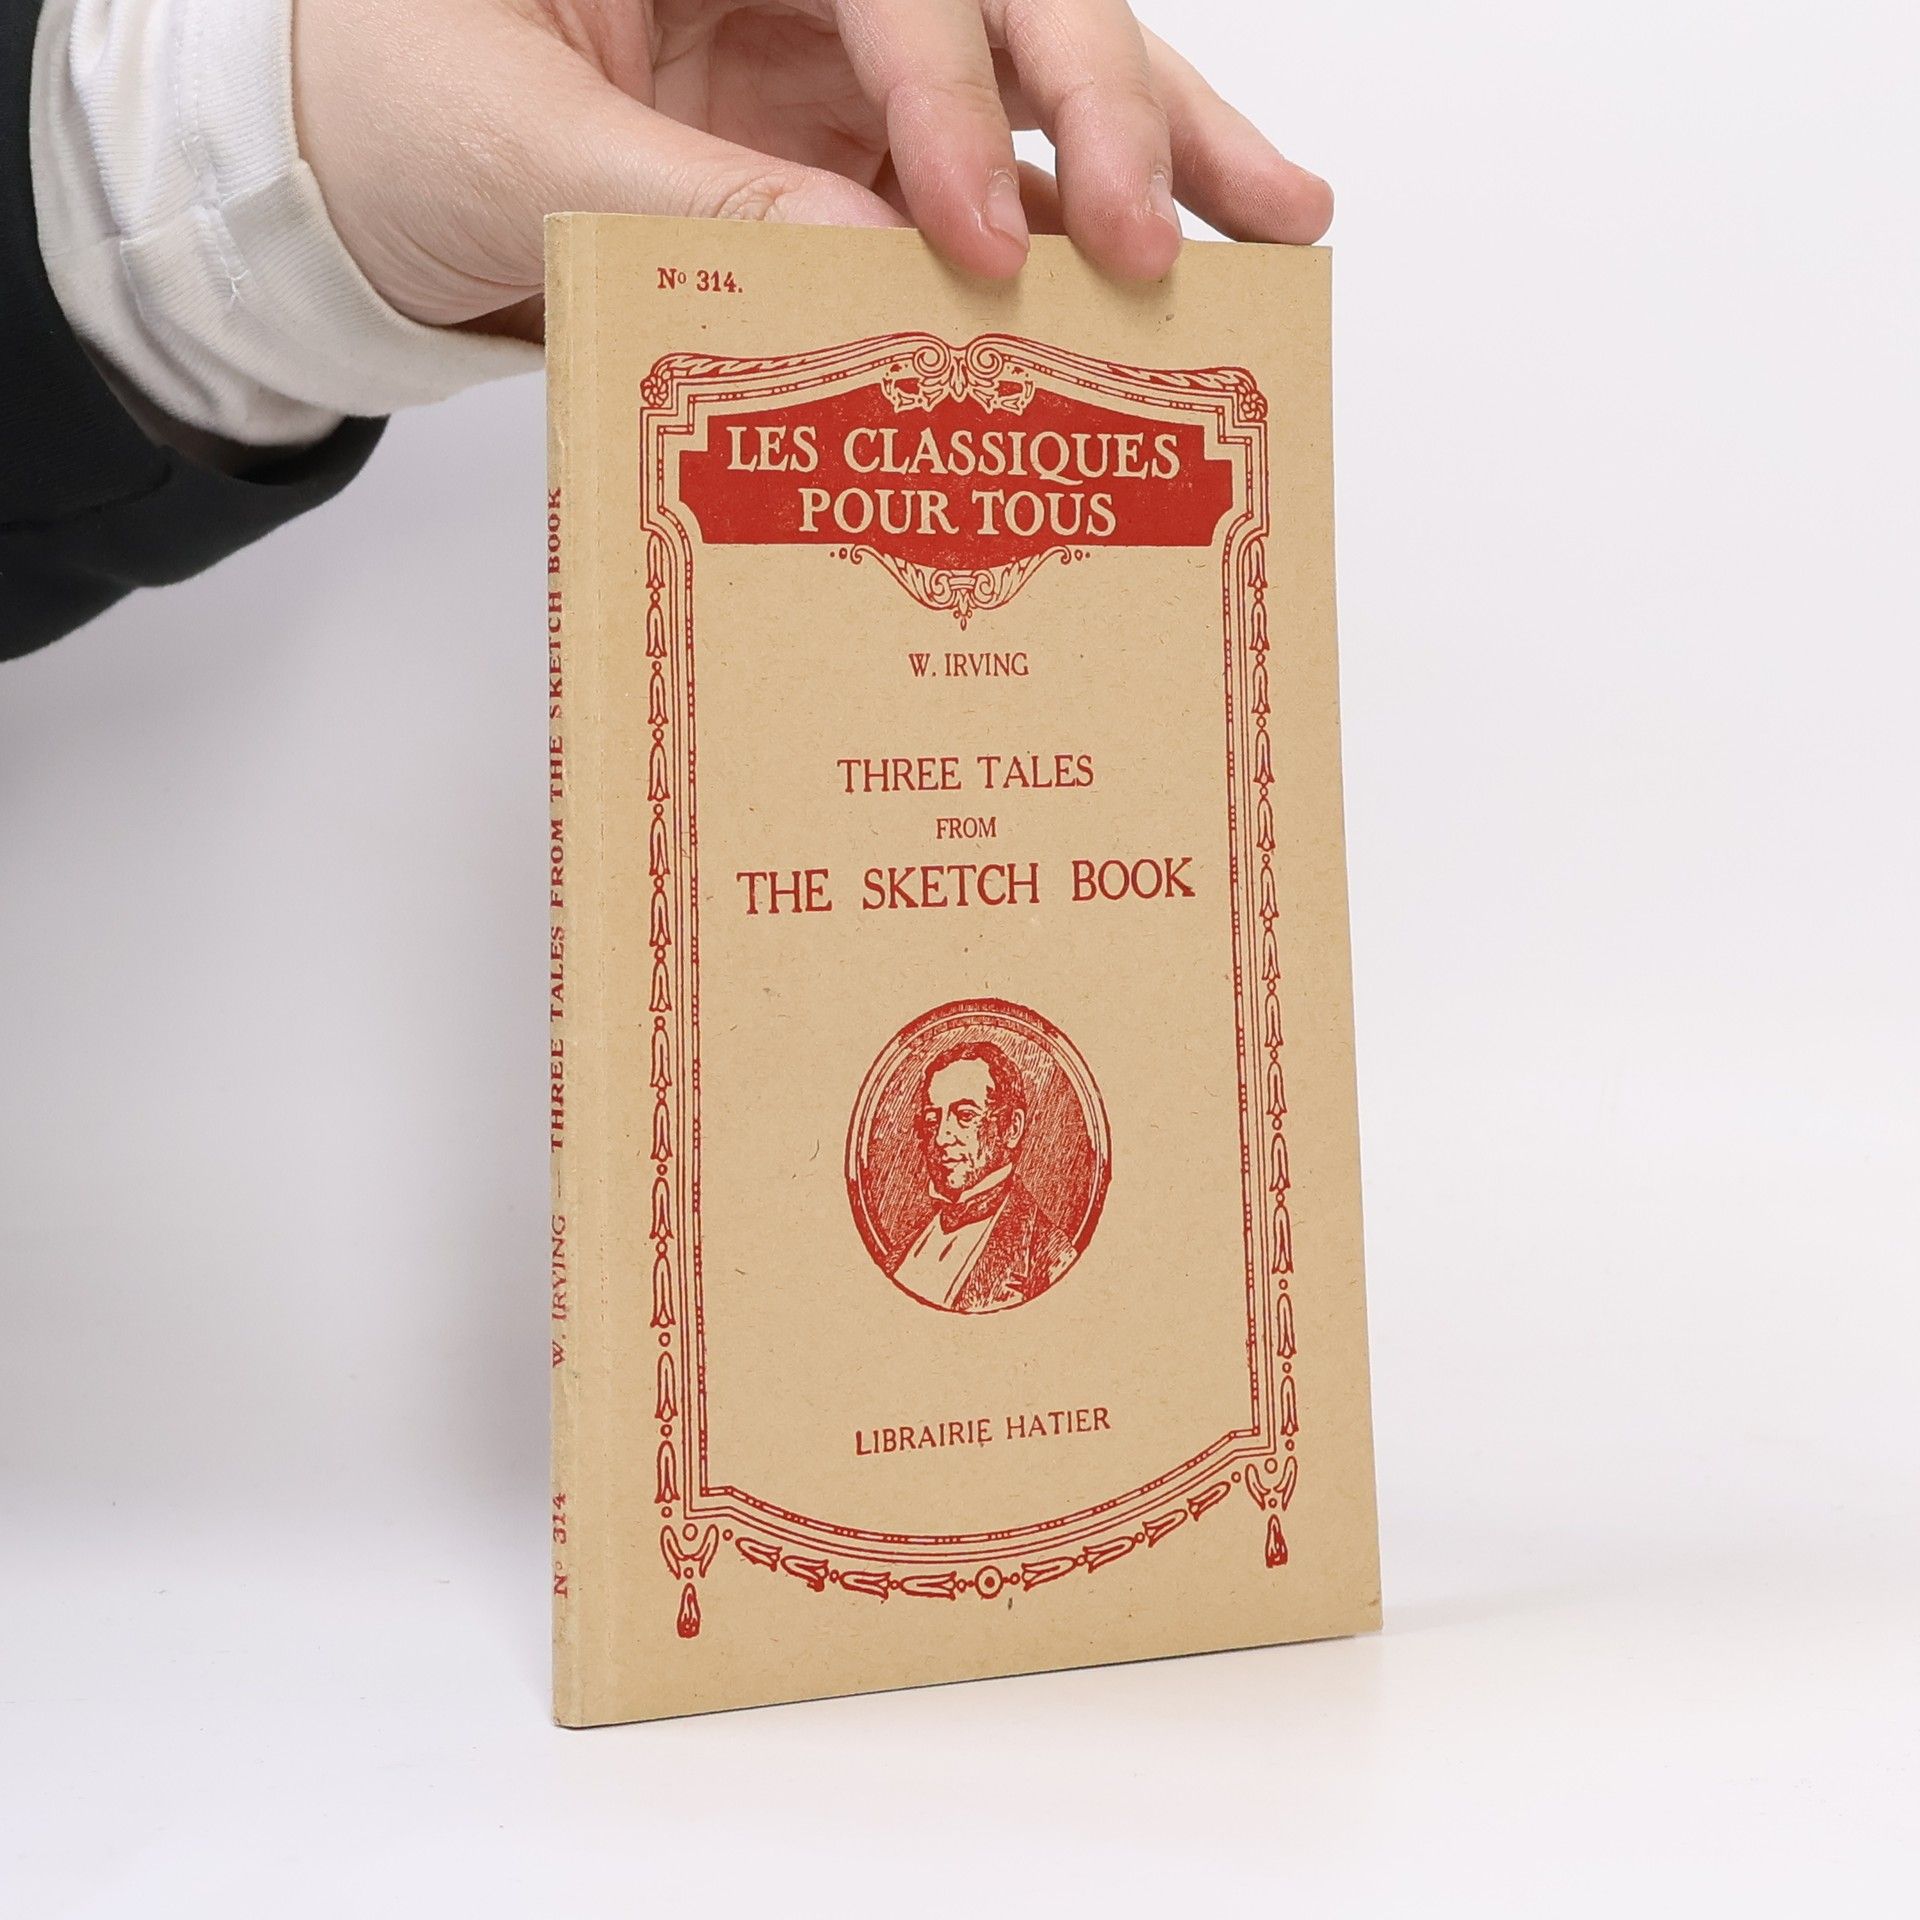 Nº 314.
LES CLASSIQUES
POUR TOUS
W. IRVING
THREE TALES
FROM
THE SKETCH BOOK
LIBRAIRIE HATIER
Nº 314 W. IRVING — THREE TALES FROM THE SKETCH BOOK